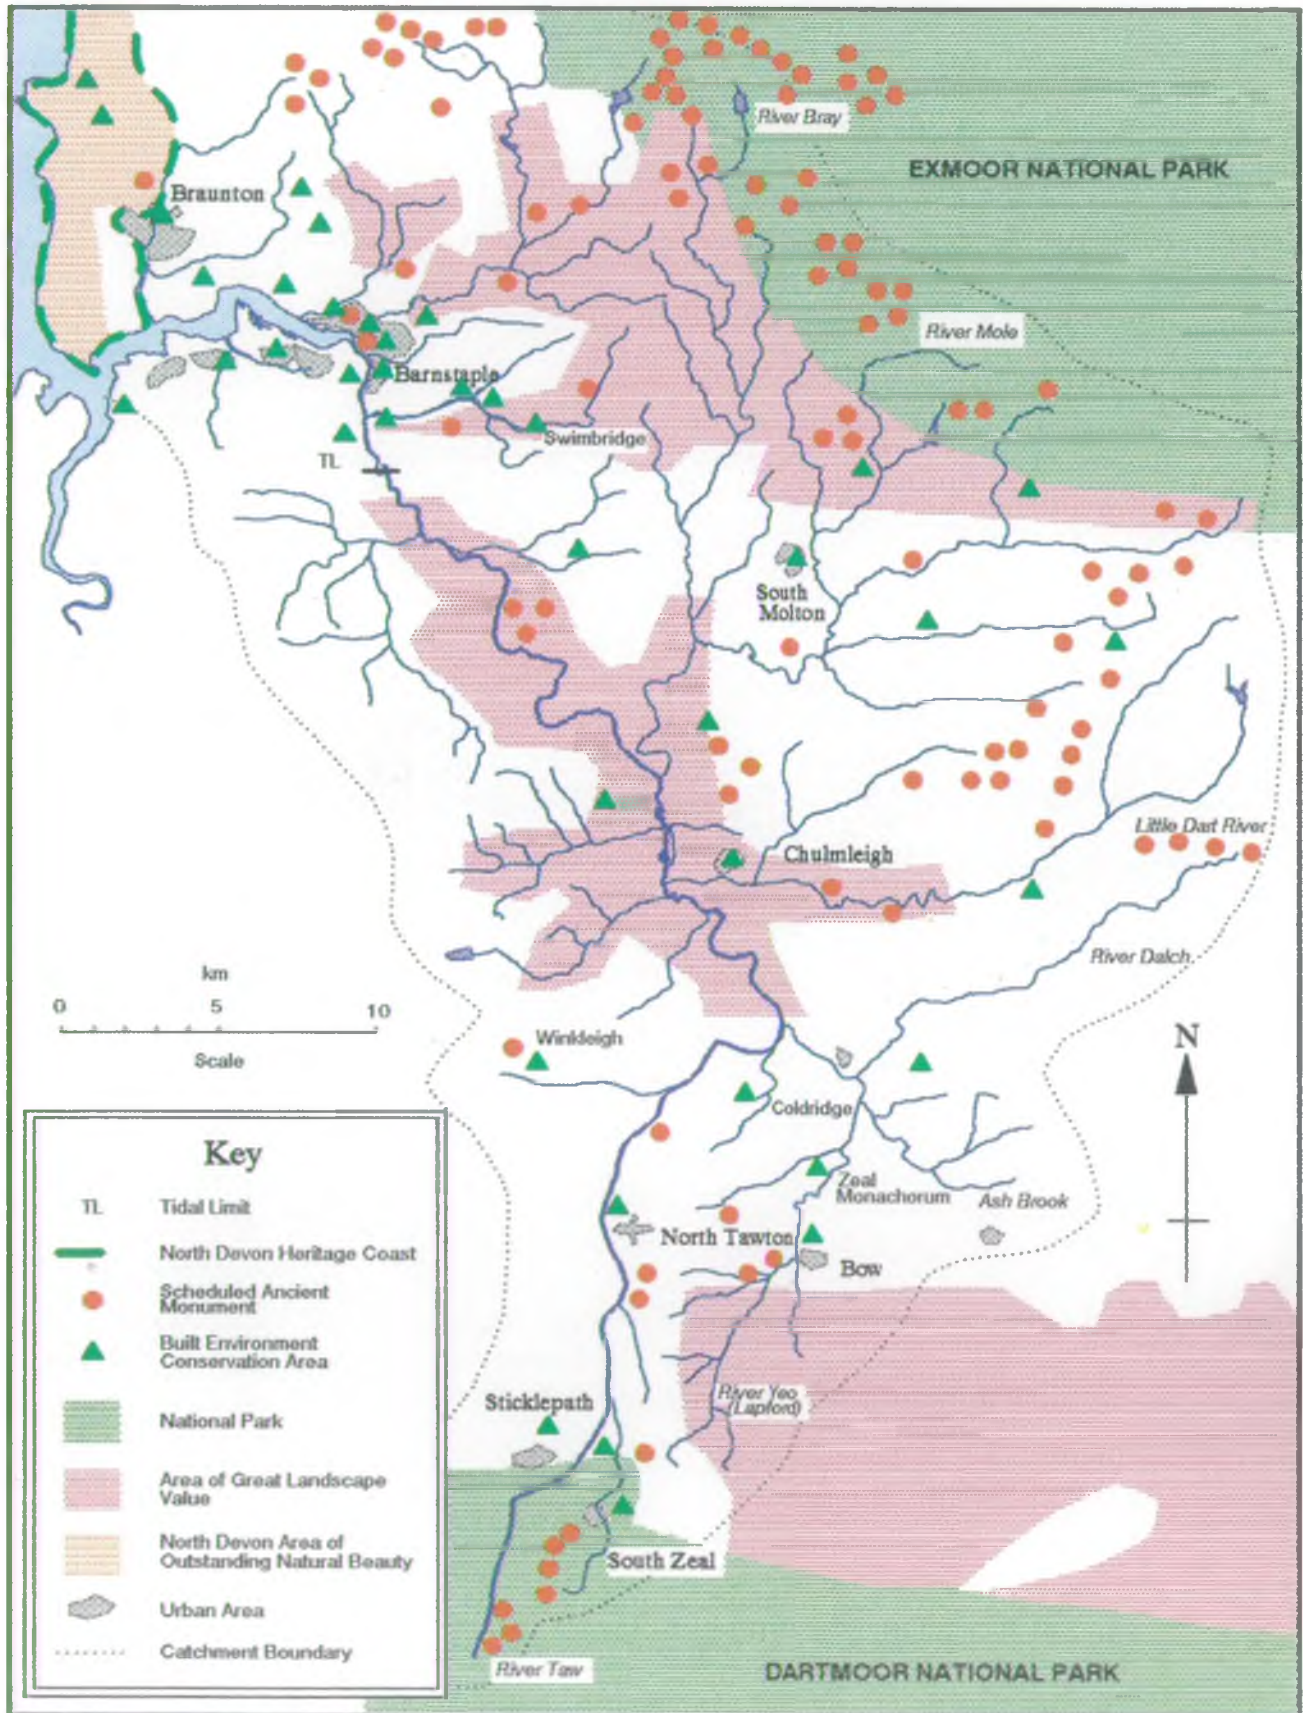 River Bray
EXMOOR NATIONAL PARK
Braunton
River Mole
Barnstaple
Swimbridge
TL
South
Molton
Little Dart River
Chulmleigh
River Dalch
km
0 5 10
Scale
N
Winkleigh
Coldridge
Zeal
Monachorum
Ash Brook
North Tawton
Bow
River Yeo
(Lapford)
Sticklepath
South Zeal
River Taw
DARTMOOR NATIONAL PARK
Key
TL Tidal Limit
North Devon Heritage Coast
Scheduled Ancient
Monument
Built Environment
Conservation Area
National Park
Area of Great Landscape
Value
North Devon Area of
Outstanding Natural Beauty
Urban Area
Catchment Boundary